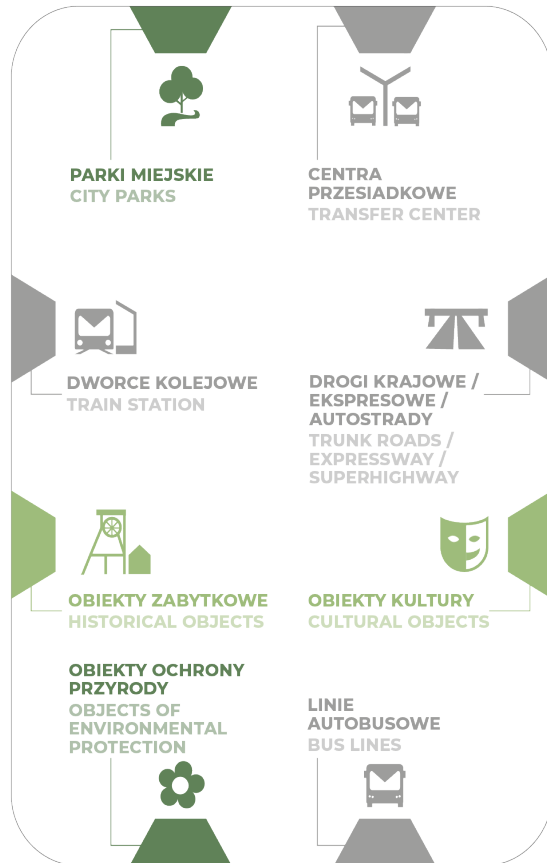 PARKI MIEJSKIE
CITY PARKS
CENTRA
PRZESIADKOWE
TRANSFER CENTER
DWORCE KOLEJOWE
TRAIN STATION
DROGI KRAJOWE /
EKSPRESOWE /
AUTOSTRADY
TRUNK ROADS /
EXPRESSWAY /
SUPERHIGHWAY
OBIEKTY ZABYTKOWE
HISTORICAL OBJECTS
OBIEKTY KULTURY
CULTURAL OBJECTS
OBIEKTY OCHRONY
PRZYRODY
OBJECTS OF
ENVIRONMENTAL
PROTECTION
LINIE
AUTOBUSOWE
BUS LINES